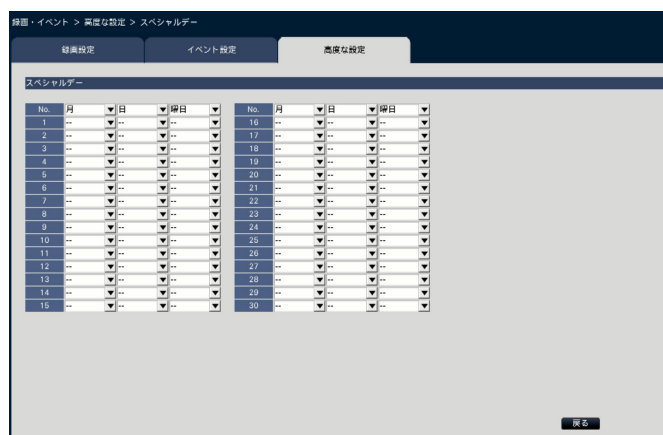 録画・イベント > 高度な設定 > スペシャルデー
録画設定 イベント設定 高度な設定
スペシャルデー
No. 月 ▼ 日 ▼ 曜日 ▼ No. 月 ▼ 日 ▼ 曜日 ▼
1 -- ▼ -- ▼ -- ▼ 16 -- ▼ -- ▼ -- ▼
2 -- ▼ -- ▼ -- ▼ 17 -- ▼ -- ▼ -- ▼
3 -- ▼ -- ▼ -- ▼ 18 -- ▼ -- ▼ -- ▼
4 -- ▼ -- ▼ -- ▼ 19 -- ▼ -- ▼ -- ▼
5 -- ▼ -- ▼ -- ▼ 20 -- ▼ -- ▼ -- ▼
6 -- ▼ -- ▼ -- ▼ 21 -- ▼ -- ▼ -- ▼
7 -- ▼ -- ▼ -- ▼ 22 -- ▼ -- ▼ -- ▼
8 -- ▼ -- ▼ -- ▼ 23 -- ▼ -- ▼ -- ▼
9 -- ▼ -- ▼ -- ▼ 24 -- ▼ -- ▼ -- ▼
10 -- ▼ -- ▼ -- ▼ 25 -- ▼ -- ▼ -- ▼
11 -- ▼ -- ▼ -- ▼ 26 -- ▼ -- ▼ -- ▼
12 -- ▼ -- ▼ -- ▼ 27 -- ▼ -- ▼ -- ▼
13 -- ▼ -- ▼ -- ▼ 28 -- ▼ -- ▼ -- ▼
14 -- ▼ -- ▼ -- ▼ 29 -- ▼ -- ▼ -- ▼
15 -- ▼ -- ▼ -- ▼ 30 -- ▼ -- ▼ -- ▼
戻る